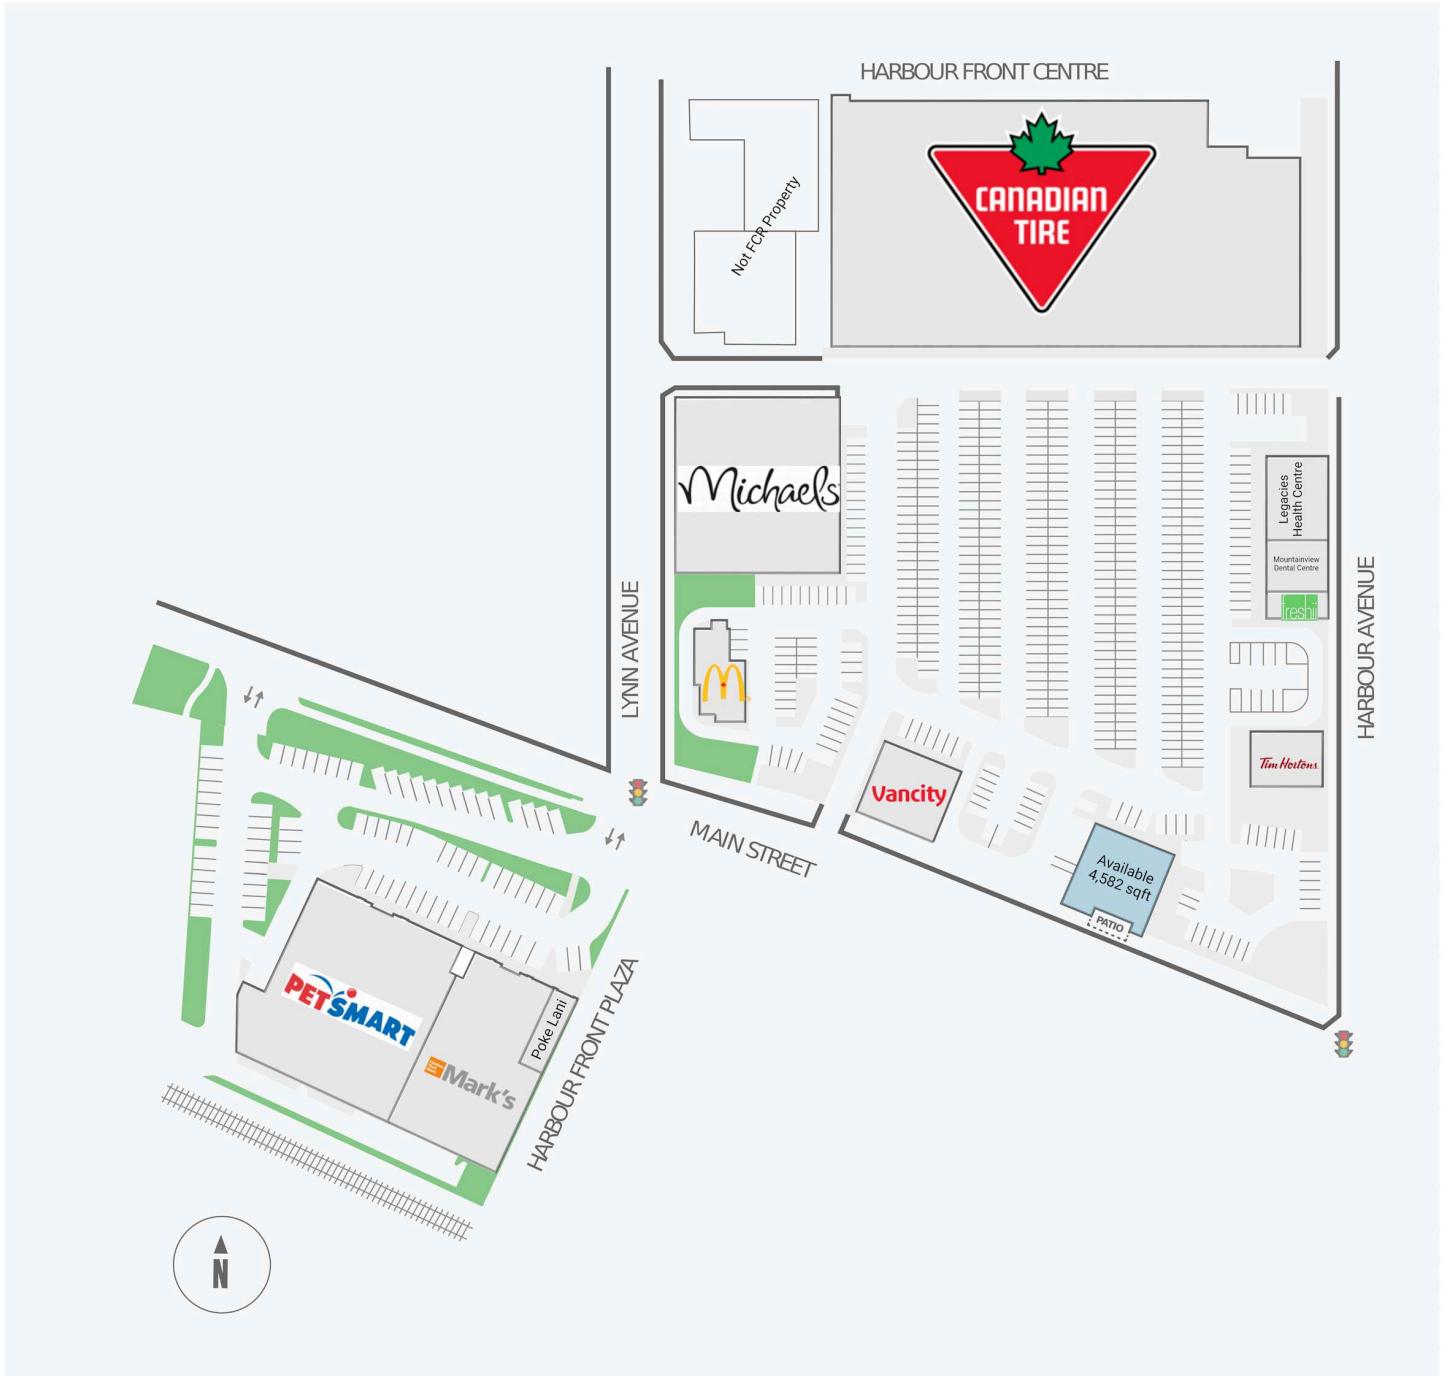 HARBOUR FRONT CENTRE
CANADIAN
TIRE
Not FCR Property
Michaels
Legacies
Health Centre
Mountainview
Dental Centre
freshii
LYNN AVENUE
HARBOUR AVENUE
Tim Hortons
Vancity
MAIN STREET
Available
4,582 sqft
PATIO
PETSMART
Mark's
Poke Lani
HARBOUR FRONT PLAZA
N